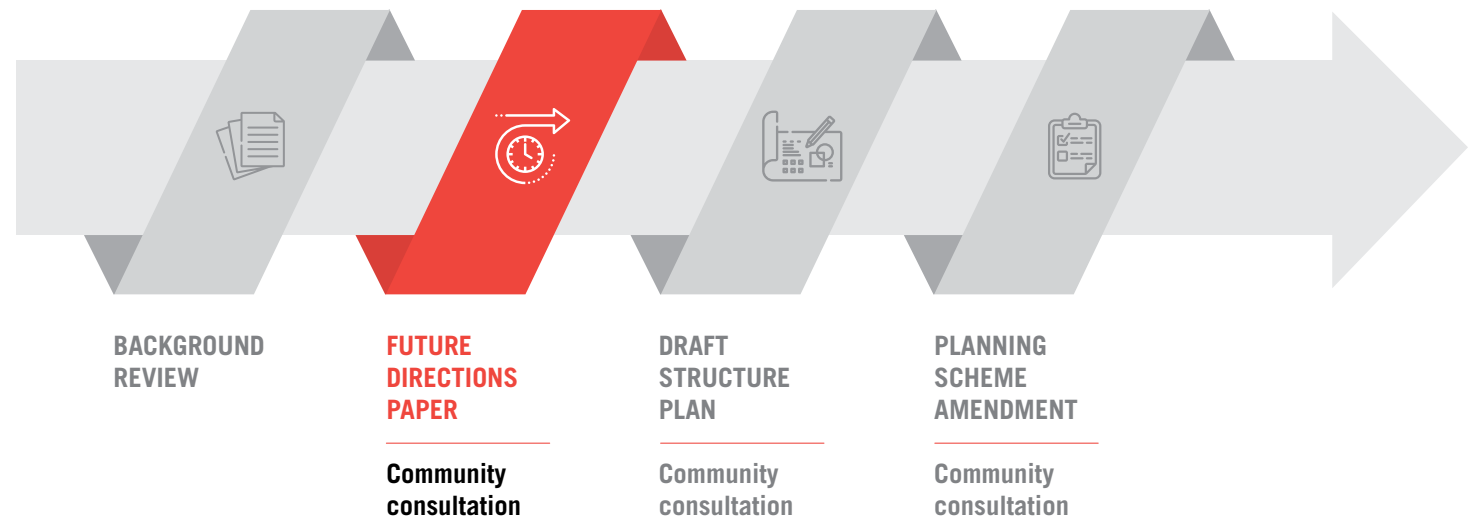 BACKGROUND
REVIEW
FUTURE
DIRECTIONS
PAPER
Community
consultation
DRAFT
STRUCTURE
PLAN
Community
consultation
PLANNING
SCHEME
AMENDMENT
Community
consultation